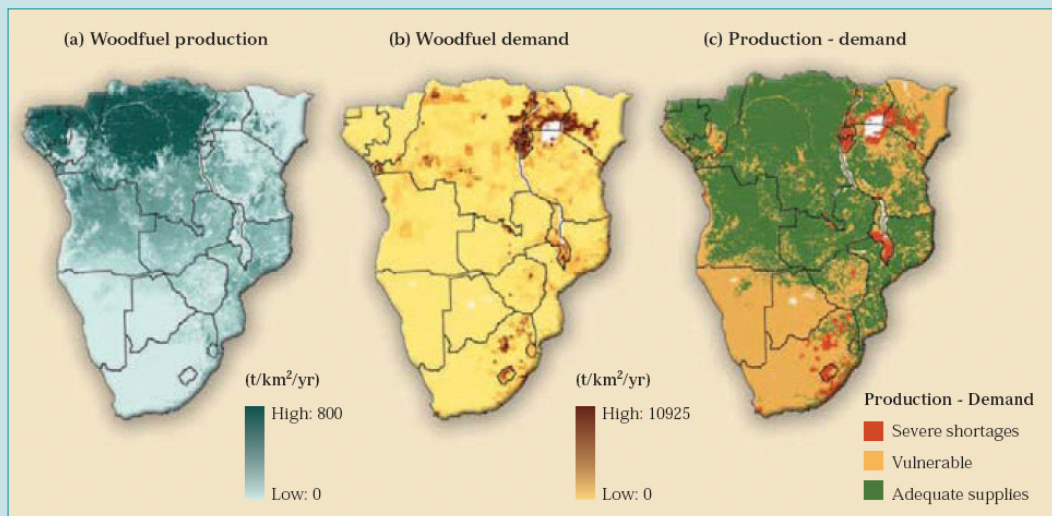 (a) Woodfuel production
(b) Woodfuel demand
(c) Production - demand
(t/km²/yr)
High: 800
Low: 0
(t/km²/yr)
High: 10925
Low: 0
Production - Demand
Severe shortages
Vulnerable
Adequate supplies